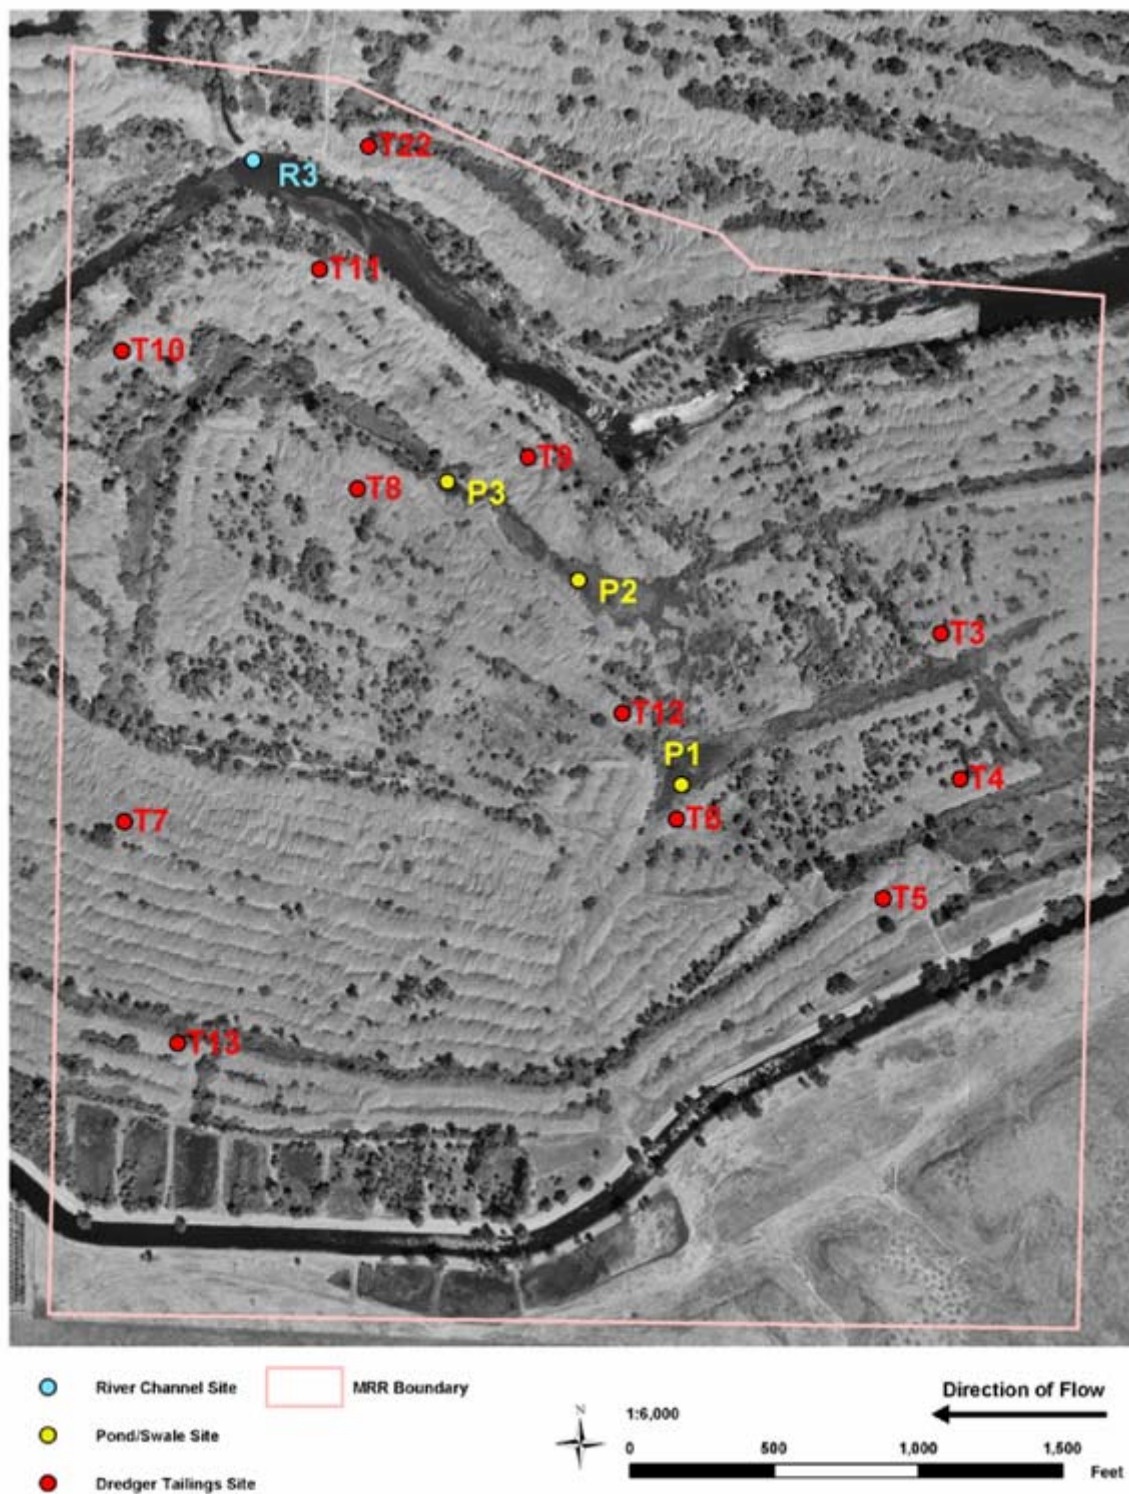 T22
R3
T11
T10
T9
T8
P3
P2
T3
T12
P1
T4
T7
T6
T5
T13
River Channel Site
MRR Boundary
Direction of Flow
N
1:6,000
Pond/Swale Site
0 500 1,000 1,500
Feet
Dredger Tailings Site